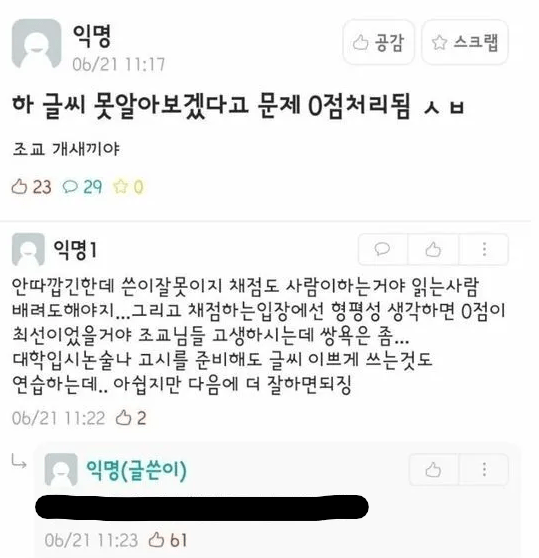 익명
06/21 11:17
공감
스크랩
하 글씨 못알아보겠다고 문제 0점처리됨 ㅅㅂ
조교 개새끼야
23 29 0
익명1
안따깝긴한데 쓴이잘못이지 채점도 사람이하는거야 읽는사람
배려도해야지...그리고 채점하는입장에선 형평성 생각하면 0점이
최선이었을거야 조교님들 고생하시는데 쌍욕은 좀...
대학입시논술나 고시를 준비해도 글씨 이쁘게 쓰는것도
연습하는데.. 아쉽지만 다음에 더 잘하면되징
06/21 11:22 2
익명(글쓴이)
06/21 11:23 61